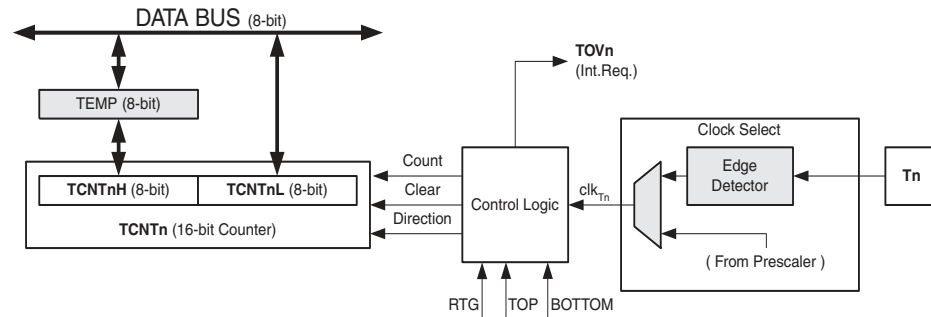 DATA BUS (8-bit)
TOVn
(Int.Req.)
TEMP (8-bit)
Clock Select
Count
Edge
Detector
Tn
TCNTnH (8-bit)
TCNTnL (8-bit)
Clear
Control Logic
clkTn
TCNTn (16-bit Counter)
Direction
( From Prescaler )
RTG
TOP
BOTTOM